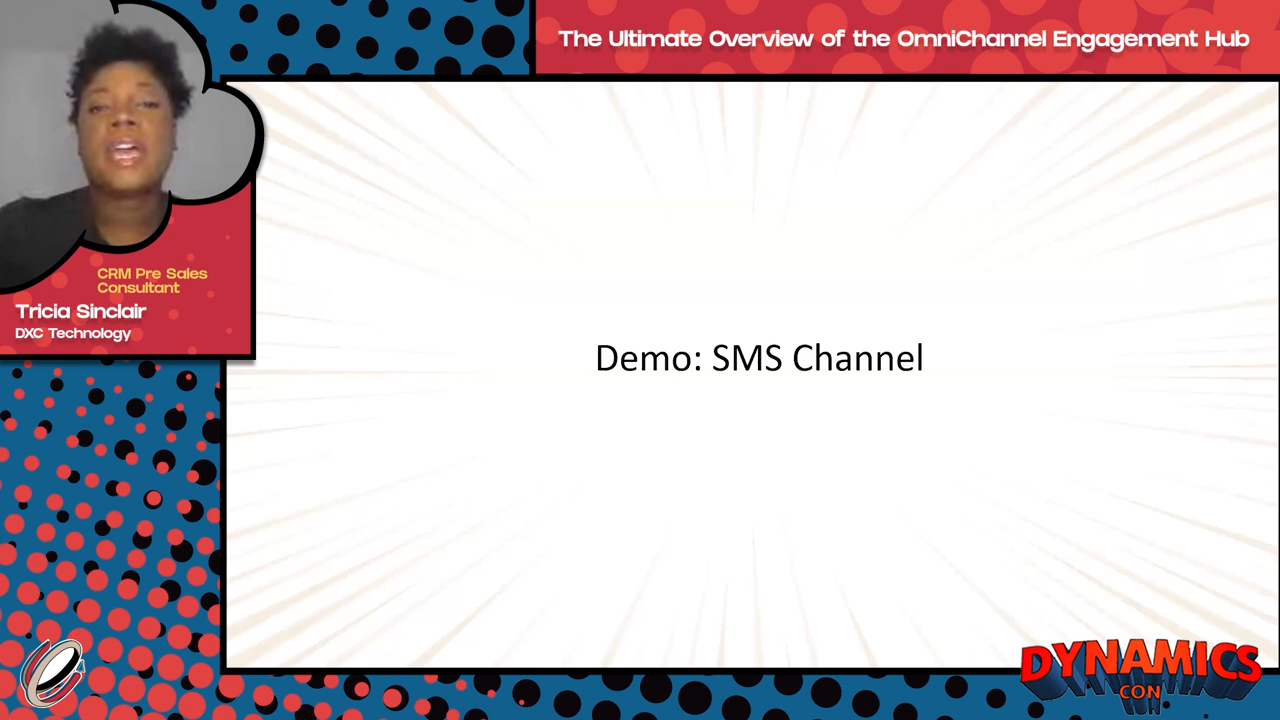 The Ultimate Overview of the OmniChannel Engagement Hub
CRM Pre Sales
Consultant
Tricia Sinclair
DXC Technology
Demo: SMS Channel
DYNAMICS
CON